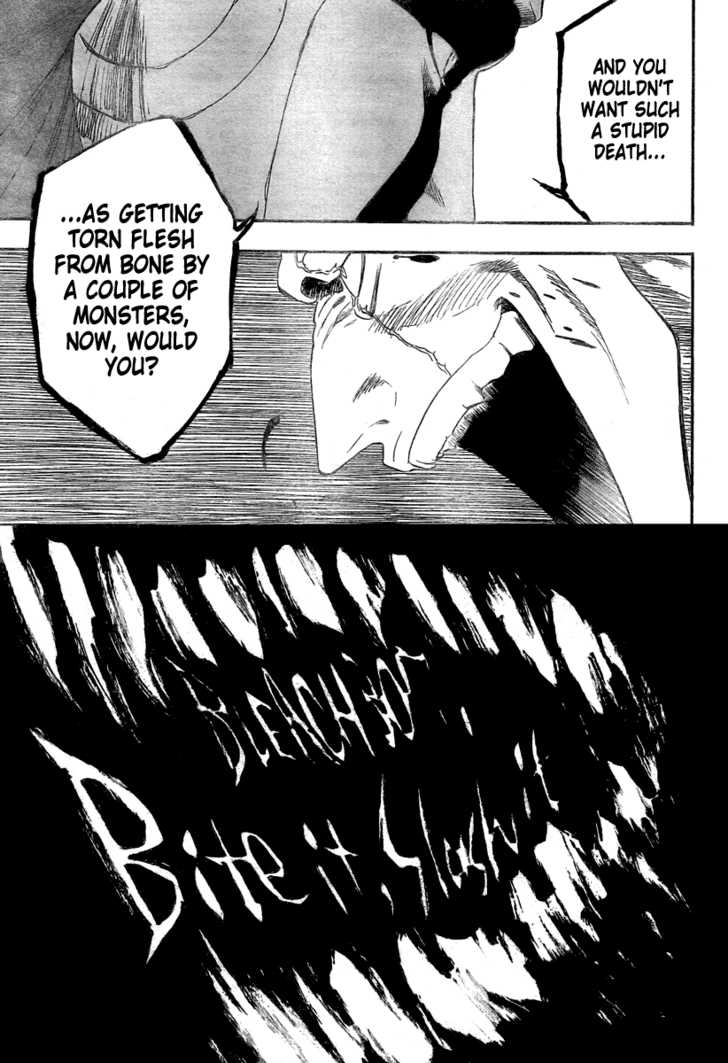 AND YOU
WOULDN'T
WANT SUCH
A STUPID
DEATH...
...AS GETTING
TORN FLESH
FROM BONE BY
A COUPLE OF
MONSTERS,
NOW, WOULD
YOU?
BLEACH
Bite it, Slash it